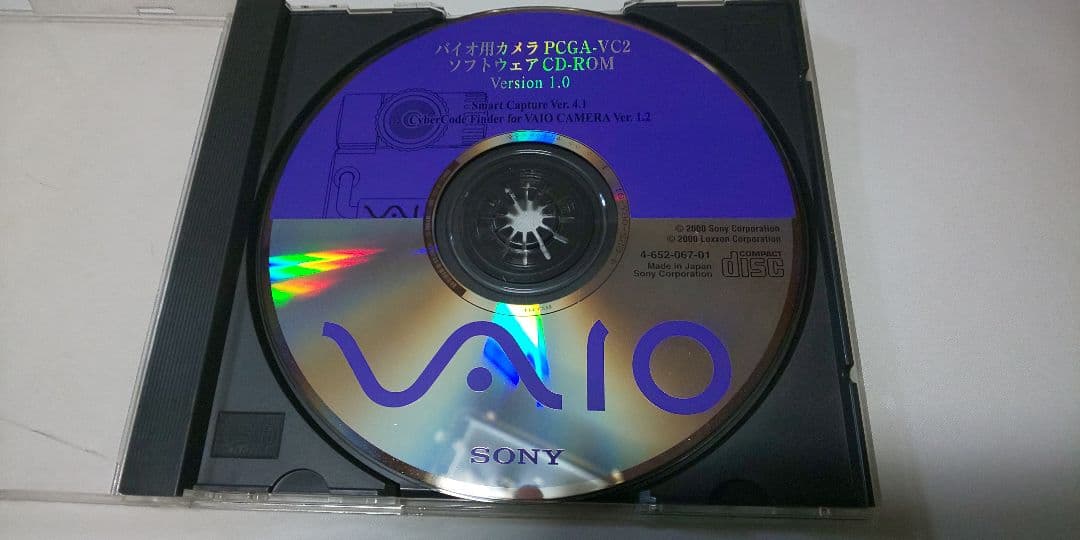 バイオ用カメラ PCGA-VC2
ソフトウェア CD-ROM
Version 1.0
Smart Capture Ver. 4.1
CyberCode Finder for VAIO CAMERA Ver. 1.2
VAIO
© 2000 Sony Corporation
© 2000 Loxxon Corporation
4-652-067-01
Made in Japan
Sony Corporation
COMPACT
disc
VAIO
SONY